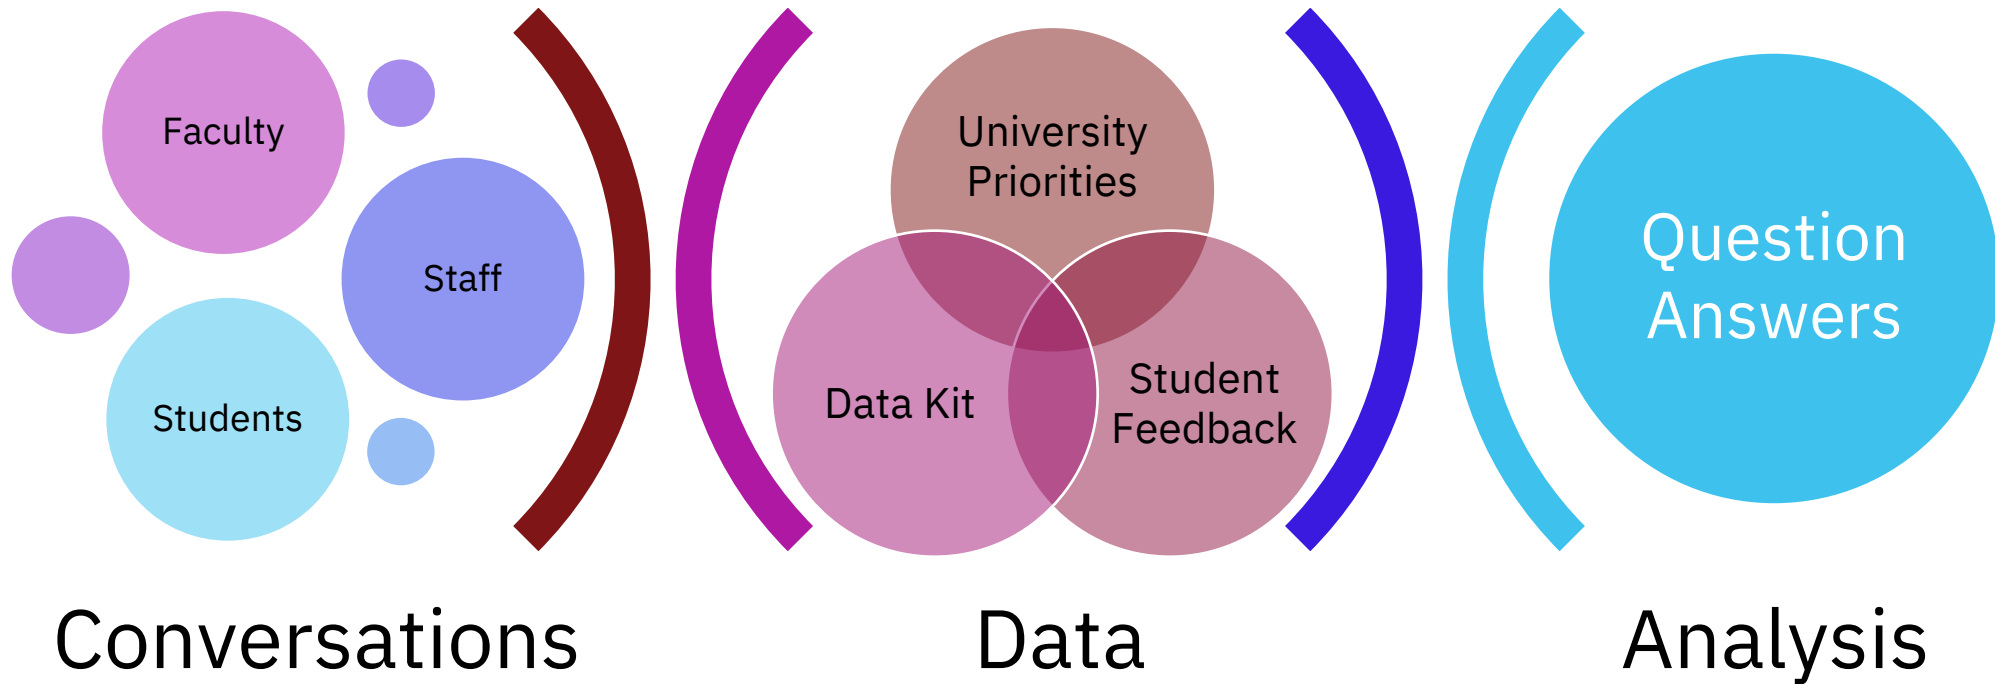 Faculty
Staff
Students
Conversations
University
Priorities
Data Kit
Student
Feedback
Data
Question
Answers
Analysis